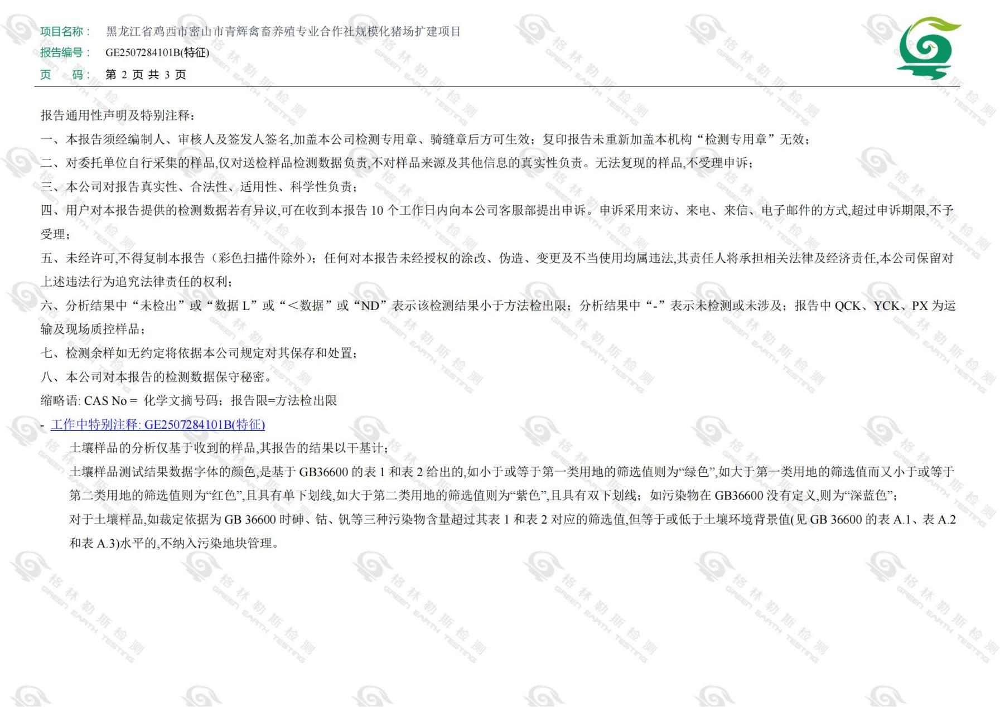 项目名称： 黑龙江省鸡西市密山市青辉禽畜养殖专业合作社规模化猪场扩建项目
报告编号： GE2507284101B(特征)
页 码： 第 2 页 共 3 页
报告通用性声明及特别注释：
一、本报告须经编制人、审核人及签发人签名,加盖本公司检测专用章、骑缝章后方可生效；复印报告未重新加盖本机构“检测专用章”无效；
二、对委托单位自行采集的样品,仅对送检样品检测数据负责,不对样品来源及其他信息的真实性负责。无法复现的样品,不受理申诉；
三、本公司对报告真实性、合法性、适用性、科学性负责；
四、用户对本报告提供的检测数据若有异议,可在收到本报告 10 个工作日内向本公司客服部提出申诉。申诉采用来访、来电、来信、电子邮件的方式,超过申诉期限,不予
受理；
五、未经许可,不得复制本报告（彩色扫描件除外）；任何对本报告未经授权的涂改、伪造、变更及不当使用均属违法,其责任人将承担相关法律及经济责任,本公司保留对
上述违法行为追究法律责任的权利；
六、分析结果中“未检出”或“数据 L”或“＜数据”或“ND”表示该检测结果小于方法检出限；分析结果中“-”表示未检测或未涉及；报告中 QCK、YCK、PX 为运
输及现场质控样品；
七、检测余样如无约定将依据本公司规定对其保存和处置；
八、本公司对本报告的检测数据保守秘密。
缩略语: CAS No = 化学文摘号码；报告限=方法检出限
- 工作中特别注释: GE2507284101B(特征)
土壤样品的分析仅基于收到的样品,其报告的结果以干基计；
土壤样品测试结果数据字体的颜色,是基于 GB36600 的表 1 和表 2 给出的,如小于或等于第一类用地的筛选值则为“绿色”,如大于第一类用地的筛选值而又小于或等于
第二类用地的筛选值则为“红色”,且具有单下划线,如大于第二类用地的筛选值则为“紫色”,且具有双下划线；如污染物在 GB36600 没有定义,则为“深蓝色”；
对于土壤样品,如裁定依据为 GB 36600 时砷、钴、钒等三种污染物含量超过其表 1 和表 2 对应的筛选值,但等于或低于土壤环境背景值(见 GB 36600 的表 A.1、表 A.2
和表 A.3)水平的,不纳入污染地块管理。
格林勒斯检测
GREEN EARTH TESTING